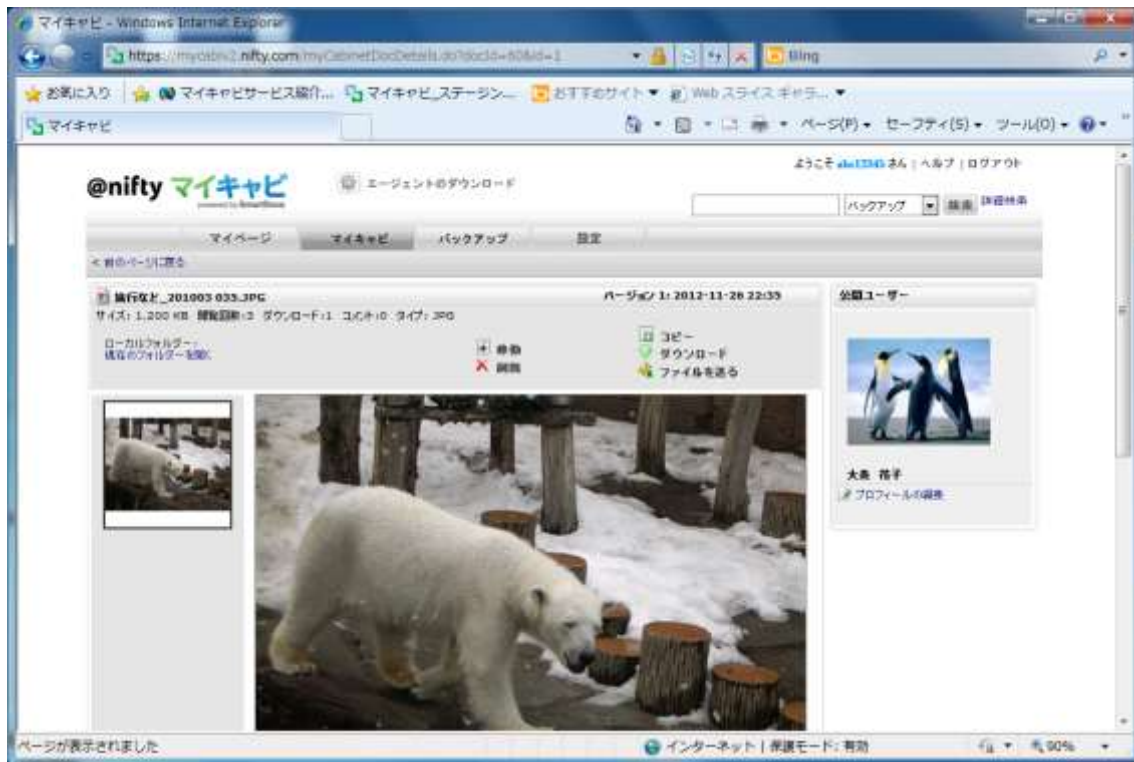 マイキャビ - Windows Internet Explorer
https://mycabiv2.nifty.com/myCabinetDocDetails.do?docId=60&id=1
Bing
お気に入り
マイキャビサービス紹介...
マイキャビ_ステージン...
おすすめサイト
Web スライス ギャラ...
マイキャビ
ページ(P)
セーフティ(S)
ツール(O)
ようこそ abc12345 さん | ヘルプ | ログアウト
@nifty マイキャビ
エージェントのダウンロード
バックアップ
検索
詳細検索
マイページ
マイキャビ
バックアップ
設定
< 前のページに戻る
旅行など_201003 035.JPG
バージョン 1: 2012-11-26 22:35
サイズ: 1,200 KB 閲覧回数:3 ダウンロード:1 コメント:0 タイプ: JPG
ローカルフォルダー:
現在のフォルダーを開く
移動
削除
コピー
ダウンロード
ファイルを送る
公開ユーザー
花子
プロフィールの編集
ページが表示されました
インターネット | 保護モード: 有効
90%